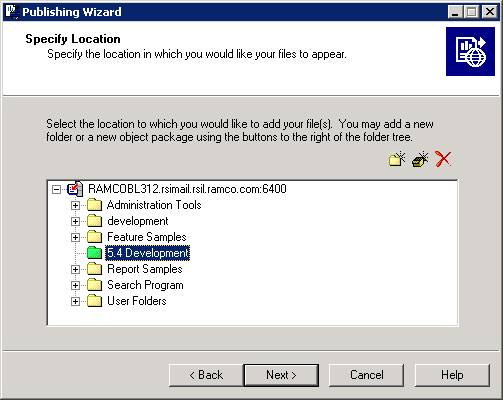 Publishing Wizard
Specify Location
Specify the location in which you would like your files to appear.
Select the location to which you would like to add your file(s). You may add a new
folder or a new object package using the buttons to the right of the folder tree.
RAMCOBL312.rsimail.rsil.ramco.com:6400
Administration Tools
development
Feature Samples
5.4 Development
Report Samples
Search Program
User Folders
< Back
Next >
Cancel
Help